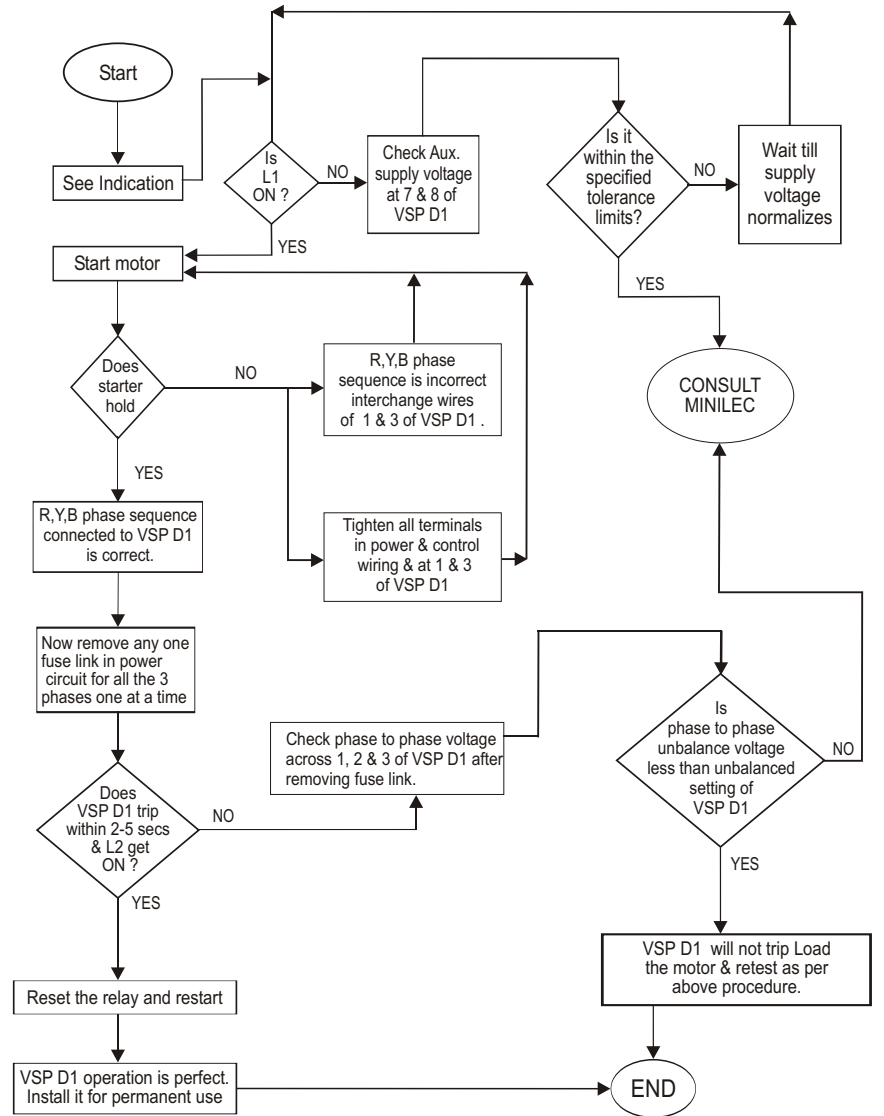 Start
See Indication
Is
L1
ON ?
NO
YES
Check Aux.
supply voltage
at 7 & 8 of
VSP D1
Is it
within the
specified
tolerance
limits?
NO
YES
Wait till
supply
voltage
normalizes
CONSULT
MINILEC
Start motor
Does
starter
hold
NO
YES
R,Y,B phase
sequence is incorrect
interchange wires
of 1 & 3 of VSP D1 .
Tighten all terminals
in power & control
wiring & at 1 & 3
of VSP D1
R,Y,B phase sequence
connected to VSP D1
is correct.
Now remove any one
fuse link in power
circuit for all the 3
phases one at a time
Does
VSP D1 trip
within 2-5 secs
& L2 get
ON ?
NO
YES
Check phase to phase voltage
across 1, 2 & 3 of VSP D1 after
removing fuse link.
Is
phase to phase
unbalance voltage
less than unbalanced
setting of
VSP D1
NO
YES
VSP D1 will not trip Load
the motor & retest as per
above procedure.
Reset the relay and restart
VSP D1 operation is perfect.
Install it for permanent use
END